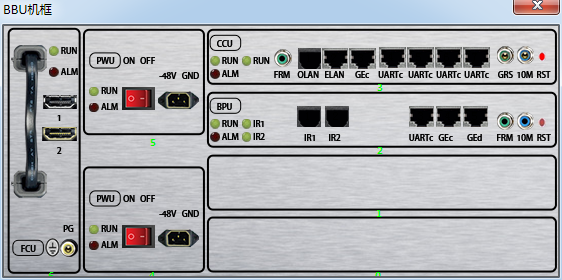 BBU机框
RUN
ALM
1
2
PG
FCU
PWU ON OFF
-48V GND
RUN
ALM
5
PWU ON OFF
-48V GND
RUN
ALM
CCU
RUN RUN
ALM
FRM OLAN ELAN GEc UARTc UARTc UARTc UARTc GRS 10M RST
3
BPU
RUN IR1
ALM IR2
IR1 IR2 UARTc GEc GEd FRM 10M RST
2
1